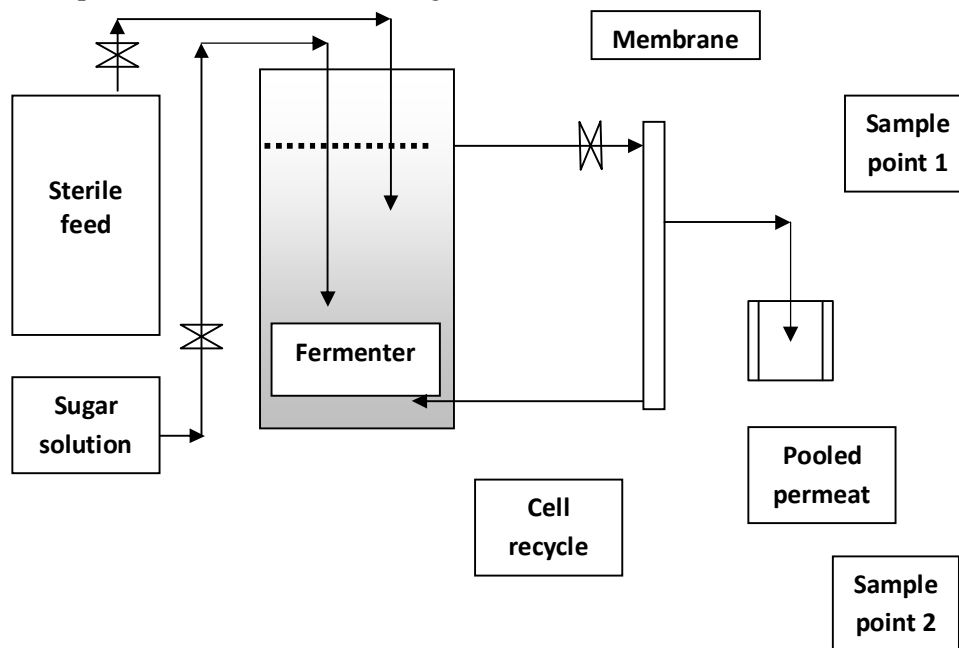 Membrane
Sample
point 1
Sterile
feed
Fermenter
Sugar
solution
Pooled
permeat
Cell
recycle
Sample
point 2